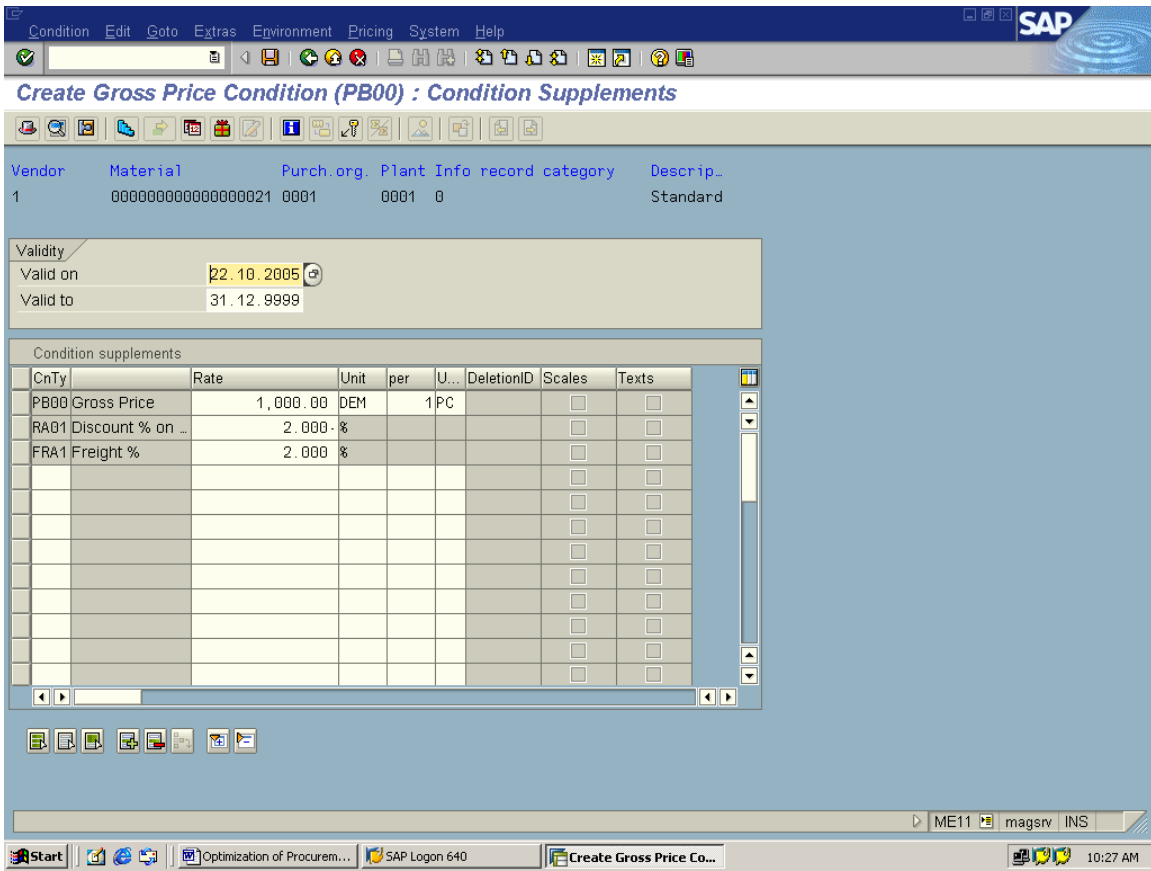 Condition Edit Goto Extras Environment Pricing System Help
SAP
Create Gross Price Condition (PB00) : Condition Supplements
Vendor Material Purch.org. Plant Info record category Descrip…
1 000000000000000021 0001 0001 0 Standard
Validity
Valid on 22.10.2005
Valid to 31.12.9999
Condition supplements
CnTy Rate Unit per U... DeletionID Scales Texts
PB00 Gross Price 1,000.00 DEM 1 PC
RA01 Discount % on … 2.000- %
FRA1 Freight % 2.000 %
ME11 magsrv INS
Start Optimization of Procurem... SAP Logon 640 Create Gross Price Co... 10:27 AM